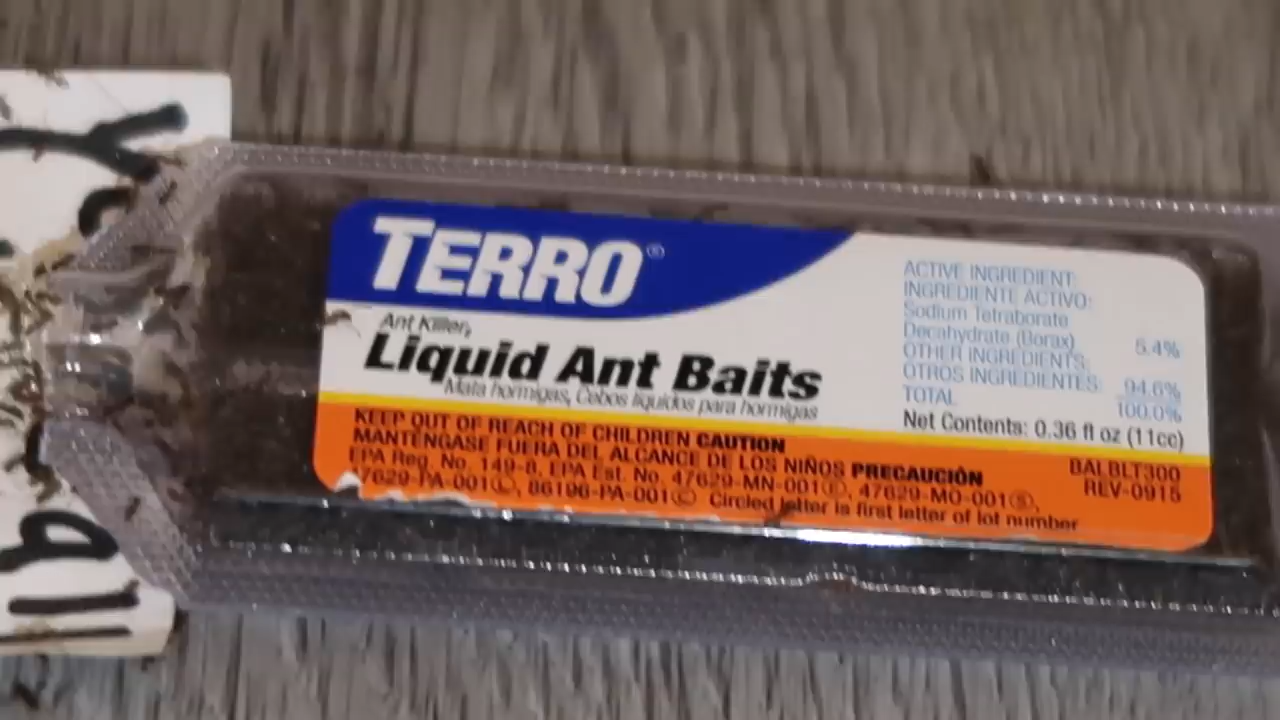 TERRO®
Ant Killer,
Liquid Ant Baits
Mata hormigas, Cebos líquidos para hormigas
ACTIVE INGREDIENT:
INGREDIENTE ACTIVO:
Sodium Tetraborate
Decahydrate (Borax) 5.4%
OTHER INGREDIENTS:
OTROS INGREDIENTES: 94.6%
TOTAL 100.0%
Net Contents: 0.36 fl oz (11cc)
KEEP OUT OF REACH OF CHILDREN CAUTION
MANTÉNGASE FUERA DEL ALCANCE DE LOS NIÑOS PRECAUCIÓN
EPA Reg. No. 149-8, EPA Est. No. 47629-MN-001Ⓔ, 47629-MO-001Ⓢ,
47629-PA-001Ⓛ, 86196-PA-001Ⓒ Circled letter is first letter of lot number
BALBLT300
REV-0915